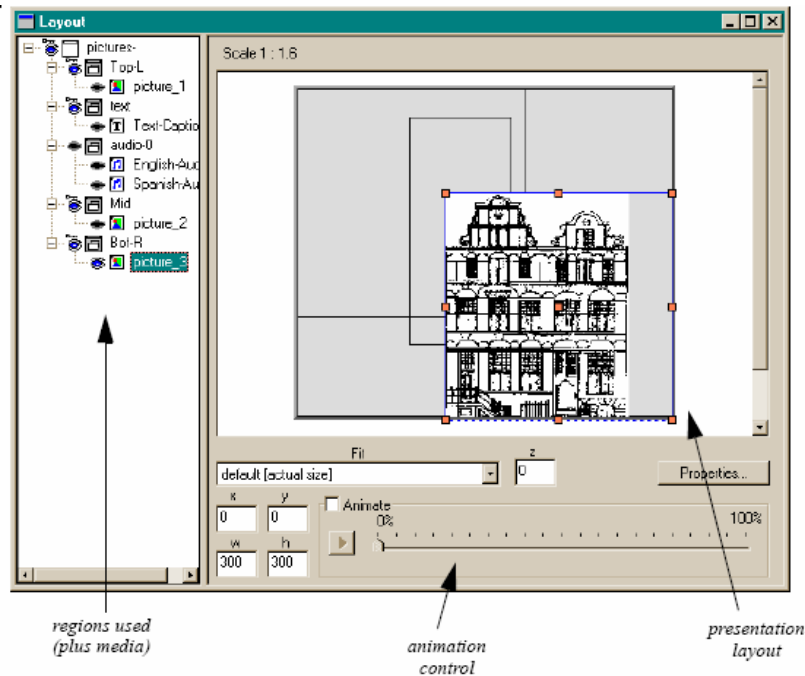 Layout
pictures-
Top-L
picture_1
text
Text-Captio
audio-0
English-Auc
Spanish-Au
Mid
picture_2
Bot-R
picture_3
Scale 1 : 1.6
Fit
z
default [actual size]
0
Properties...
x y
0 0
w h
300 300
Animate
0% 100%
regions used
(plus media)
animation
control
presentation
layout